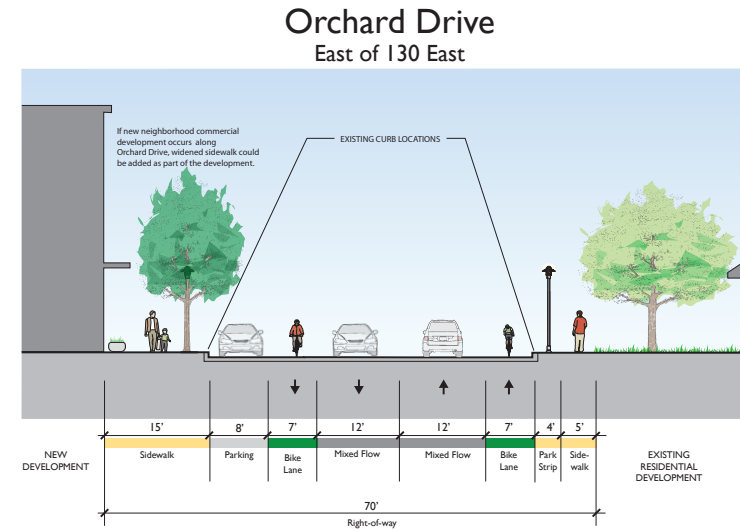 Orchard Drive
East of 130 East
If new neighborhood commercial
development occurs along
Orchard Drive, widened sidewalk could
be added as part of the development.
EXISTING CURB LOCATIONS
15' 8' 7' 12' 12' 7' 4' 5'
NEW
DEVELOPMENT
Sidewalk
Parking
Bike
Lane
Mixed Flow
Mixed Flow
Bike
Lane
Park
Strip
Side-
walk
EXISTING
RESIDENTIAL
DEVELOPMENT
70'
Right-of-way